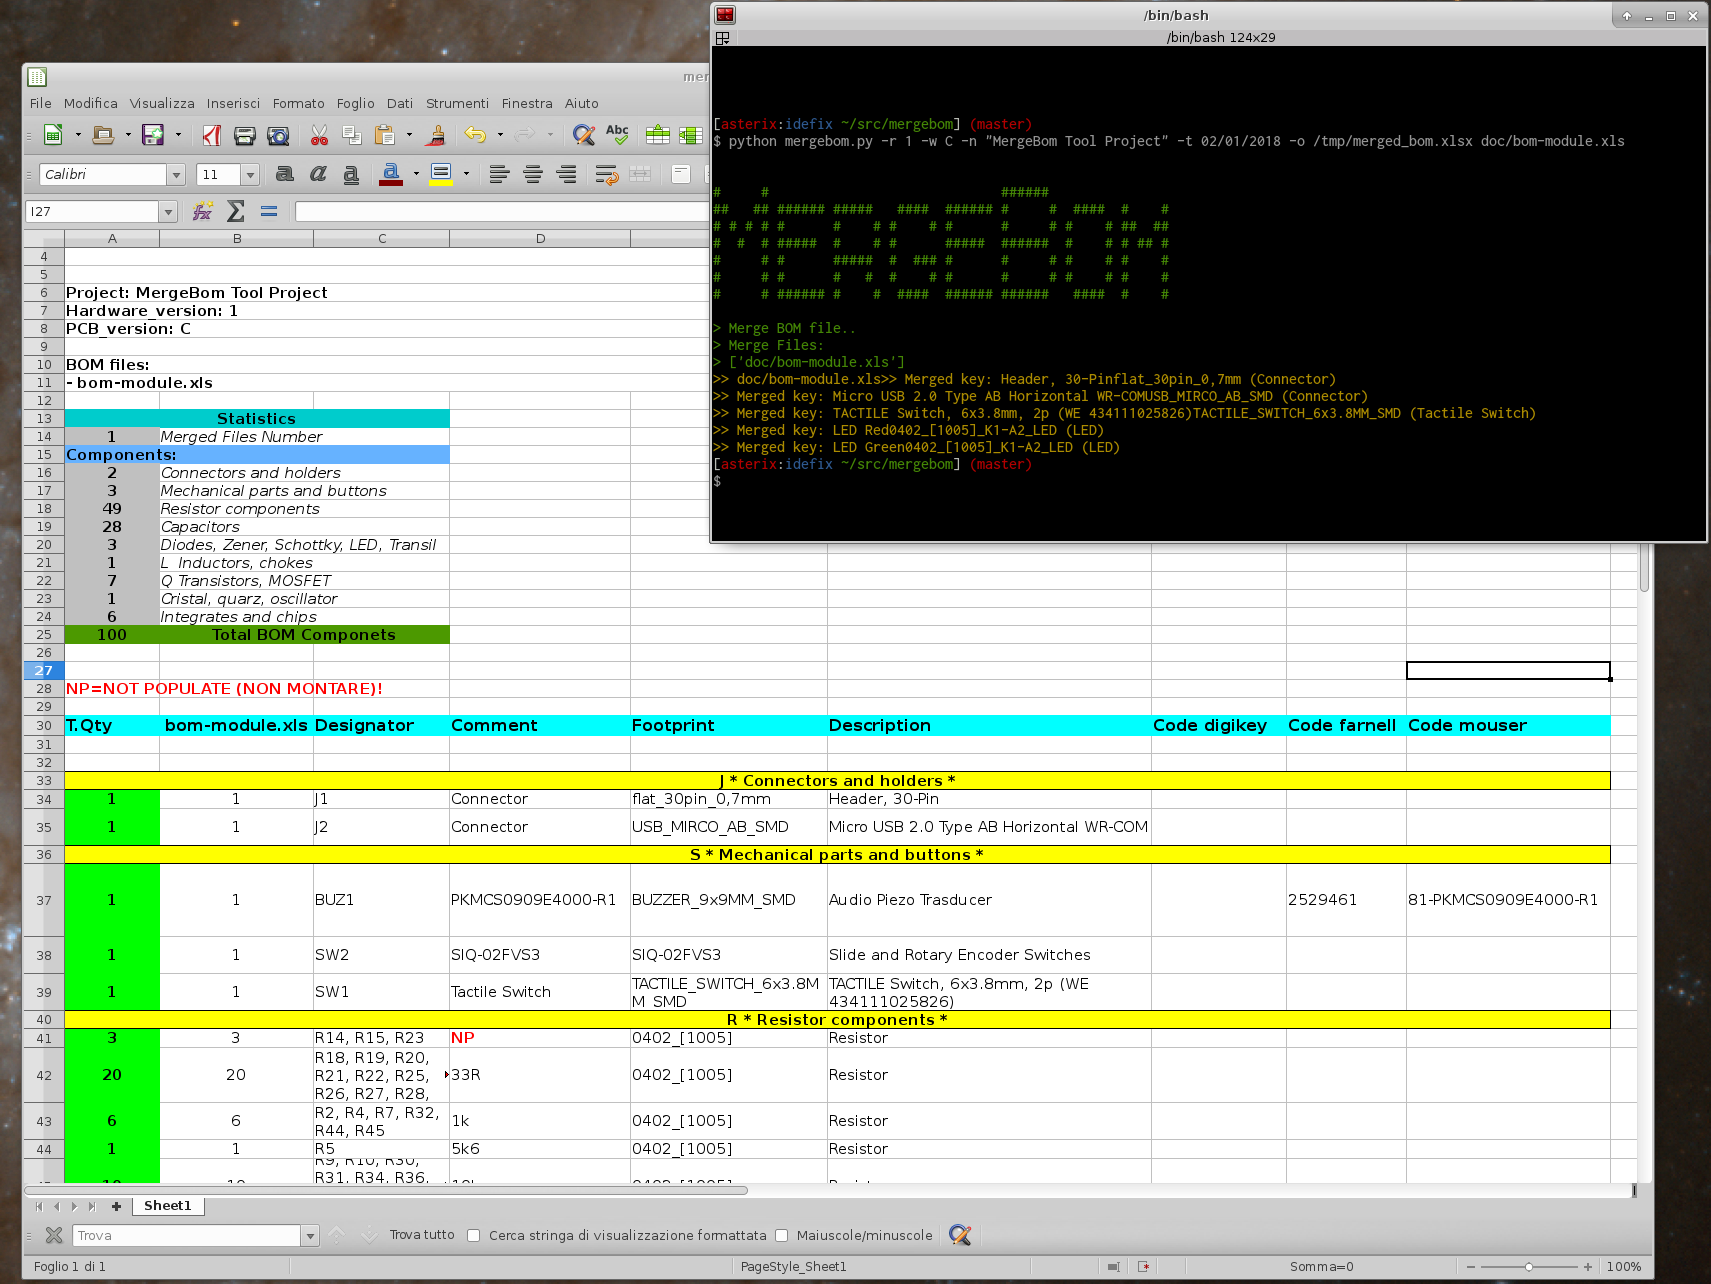 /bin/bash
/bin/bash 124x29
[asterix:idefix ~/src/mergebom] (master)
$ python mergebom.py -r 1 -w C -n "MergeBom Tool Project" -t 02/01/2018 -o /tmp/merged_bom.xlsx doc/bom-module.xls
> Merge BOM file..
> Merge Files:
> ['doc/bom-module.xls']
>> doc/bom-module.xls>> Merged key: Header, 30-Pinflat_30pin_0,7mm (Connector)
>> Merged key: Micro USB 2.0 Type AB Horizontal WR-COMUSB_MIRCO_AB_SMD (Connector)
>> Merged key: TACTILE Switch, 6x3.8mm, 2p (WE 434111025826)TACTILE_SWITCH_6x3.8MM_SMD (Tactile Switch)
>> Merged key: LED Red0402_[1005]_K1-A2_LED (LED)
>> Merged key: LED Green0402_[1005]_K1-A2_LED (LED)
[asterix:idefix ~/src/mergebom] (master)
$
mer
File Modifica Visualizza Inserisci Formato Foglio Dati Strumenti Finestra Aiuto
Abc
Calibri 11 a a a a
I27
A B C D
4
5
6 Project: MergeBom Tool Project
7 Hardware_version: 1
8 PCB_version: C
9
10 BOM files:
11 - bom-module.xls
12
13 Statistics
14 1 Merged Files Number
15 Components:
16 2 Connectors and holders
17 3 Mechanical parts and buttons
18 49 Resistor components
19 28 Capacitors
20 3 Diodes, Zener, Schottky, LED, Transil
21 1 L Inductors, chokes
22 7 Q Transistors, MOSFET
23 1 Cristal, quarz, oscillator
24 6 Integrates and chips
25 100 Total BOM Componets
26
27
28 NP=NOT POPULATE (NON MONTARE)!
29
30 T.Qty bom-module.xls Designator Comment Footprint Description Code digikey Code farnell Code mouser
31
32
33 J * Connectors and holders *
34 1 1 J1 Connector flat_30pin_0,7mm Header, 30-Pin
35 1 1 J2 Connector USB_MIRCO_AB_SMD Micro USB 2.0 Type AB Horizontal WR-COM
36 S * Mechanical parts and buttons *
37 1 1 BUZ1 PKMCS0909E4000-R1 BUZZER_9x9MM_SMD Audio Piezo Trasducer 2529461 81-PKMCS0909E4000-R1
38 1 1 SW2 SIQ-02FVS3 SIQ-02FVS3 Slide and Rotary Encoder Switches
39 1 1 SW1 Tactile Switch TACTILE_SWITCH_6x3.8M TACTILE Switch, 6x3.8mm, 2p (WE
M_SMD 434111025826)
40 R * Resistor components *
41 3 3 R14, R15, R23 NP 0402_[1005] Resistor
R18, R19, R20,
42 20 20 R21, R22, R25, 33R 0402_[1005] Resistor
R26, R27, R28,
43 6 6 R2, R4, R7, R32, 1k 0402_[1005] Resistor
R44, R45
44 1 1 R5 5k6 0402_[1005] Resistor
R9, R10, R30,
R31, R34, R36,
Sheet1
Trova Trova tutto Cerca stringa di visualizzazione formattata Maiuscole/minuscole
Foglio 1 di 1 PageStyle_Sheet1 Somma=0 100%